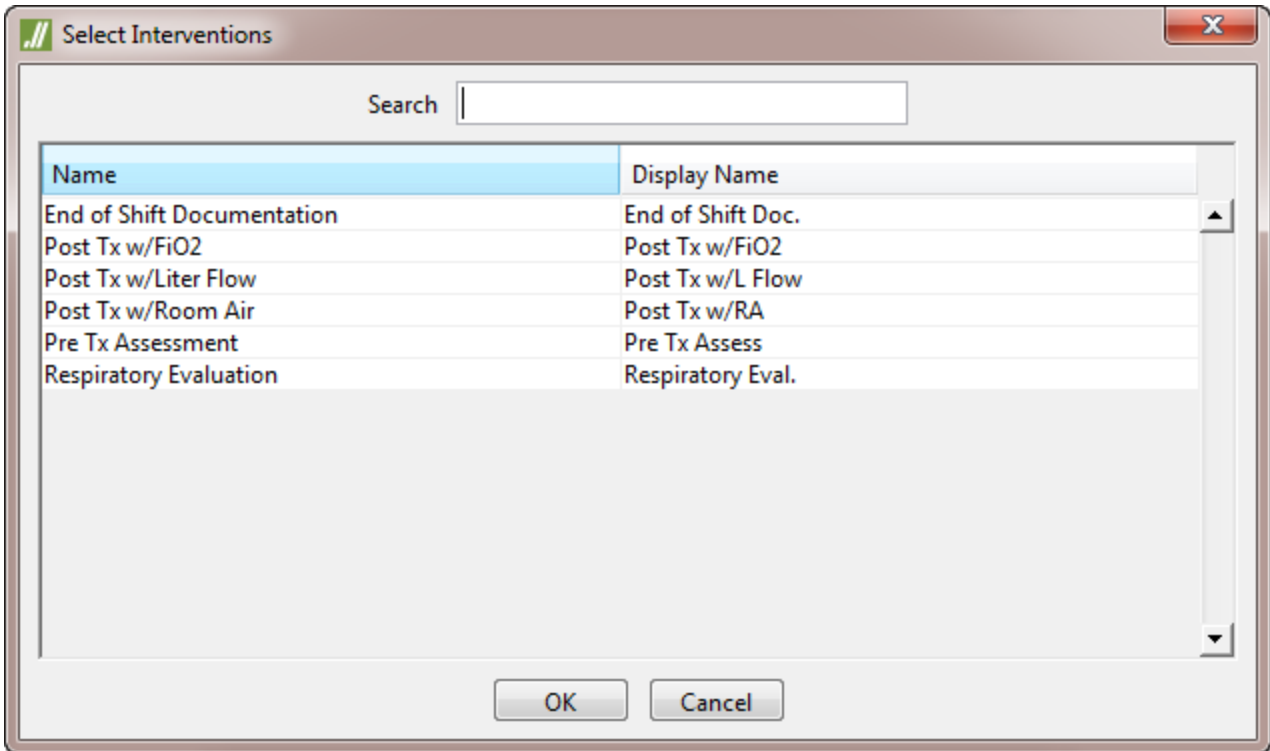 Select Interventions
Search
Name Display Name
End of Shift Documentation End of Shift Doc.
Post Tx w/FiO2 Post Tx w/FiO2
Post Tx w/Liter Flow Post Tx w/L Flow
Post Tx w/Room Air Post Tx w/RA
Pre Tx Assessment Pre Tx Assess
Respiratory Evaluation Respiratory Eval.
OK Cancel